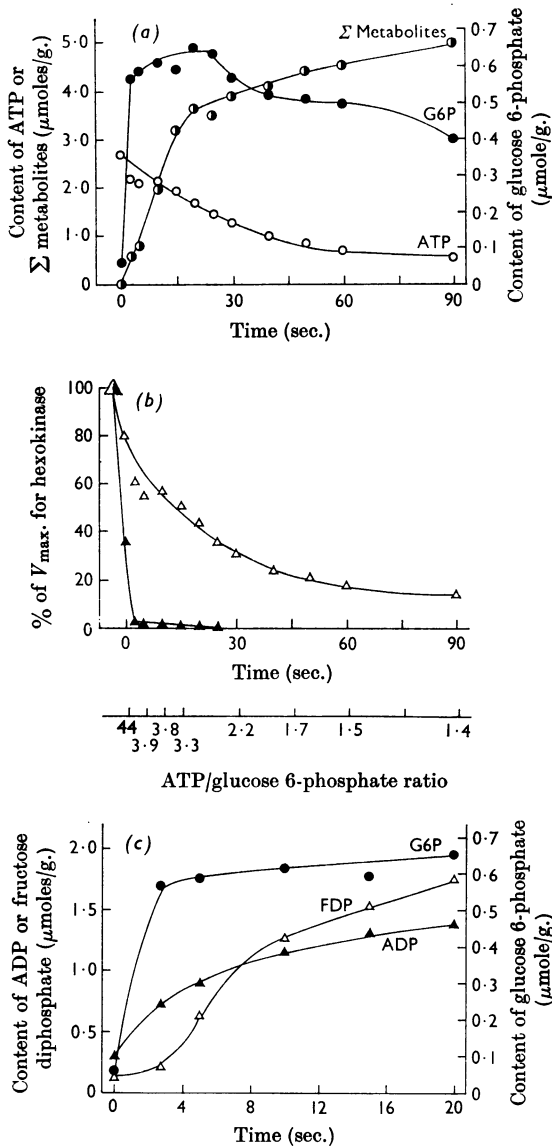 (a)
Σ Metabolites
G6P
ATP
Content of ATP or
Σ metabolites (μmoles/g.)
5·0
4·0
3·0
2·0
1·0
0
0·7
0·6
0·5
0·4
0·3
0·2
0·1
0
Content of glucose 6-phosphate
(μmole/g.)
0 30 60 90
Time (sec.)
(b)
% of Vmax. for hexokinase
100
80
60
40
20
0
0 30 60 90
Time (sec.)
44 3·8 2·2 1·7 1·5 1·4
3·9 3·3
ATP/glucose 6-phosphate ratio
(c)
G6P
FDP
ADP
Content of ADP or fructose
diphosphate (μmoles/g.)
2·0
1·5
1·0
0·5
0
0·7
0·6
0·5
0·4
0·3
0·2
0·1
0
Content of glucose 6-phosphate
(μmole/g.)
0 4 8 12 16 20
Time (sec.)